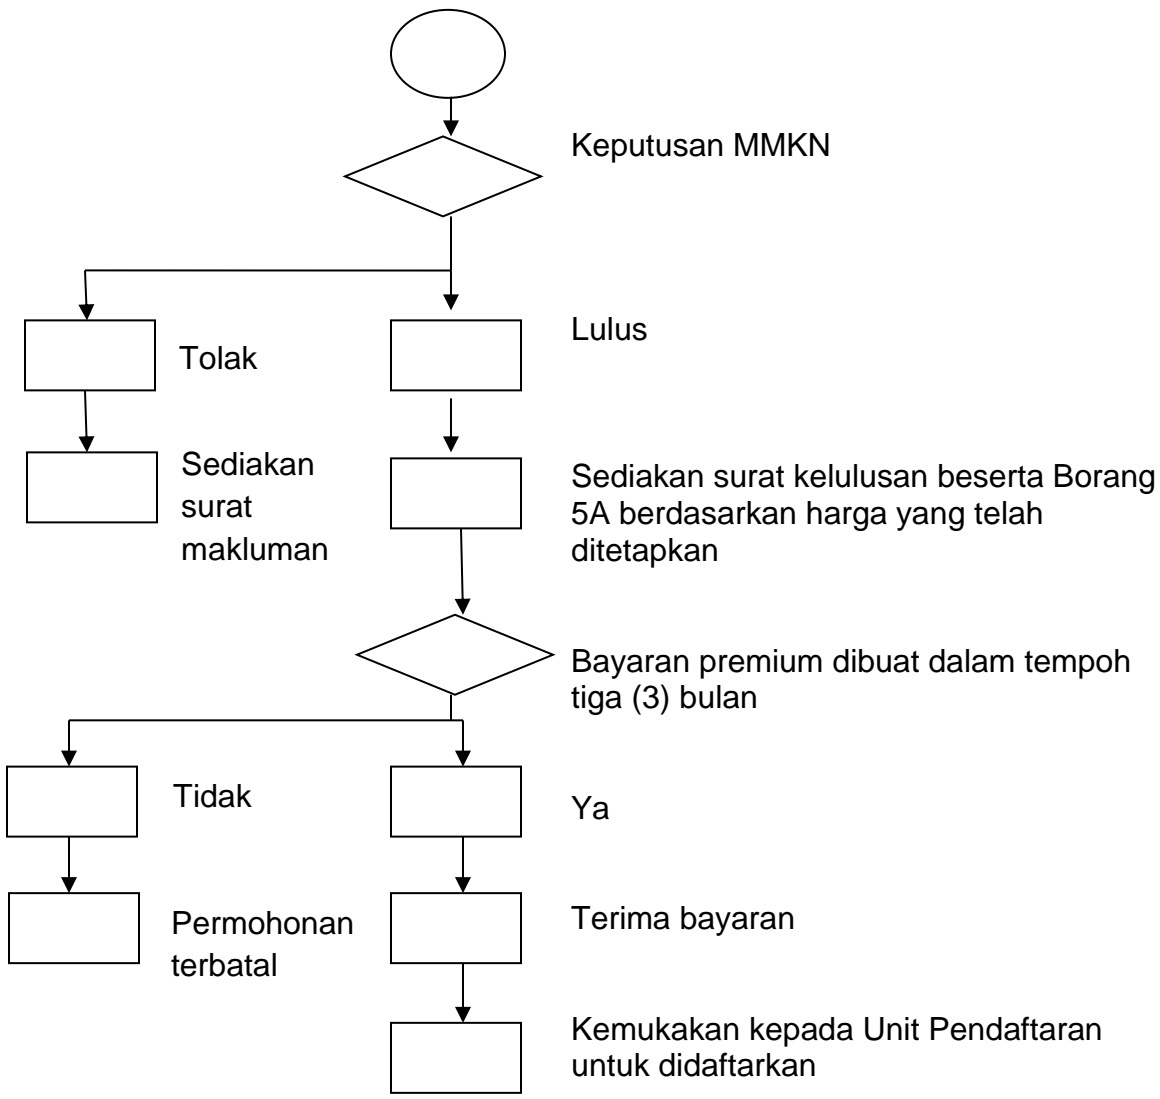 Keputusan MMKN
Lulus
Tolak
Sediakan
surat
makluman
Sediakan surat kelulusan beserta Borang
5A berdasarkan harga yang telah
ditetapkan
Bayaran premium dibuat dalam tempoh
tiga (3) bulan
Tidak
Ya
Permohonan
terbatal
Terima bayaran
Kemukakan kepada Unit Pendaftaran
untuk didaftarkan